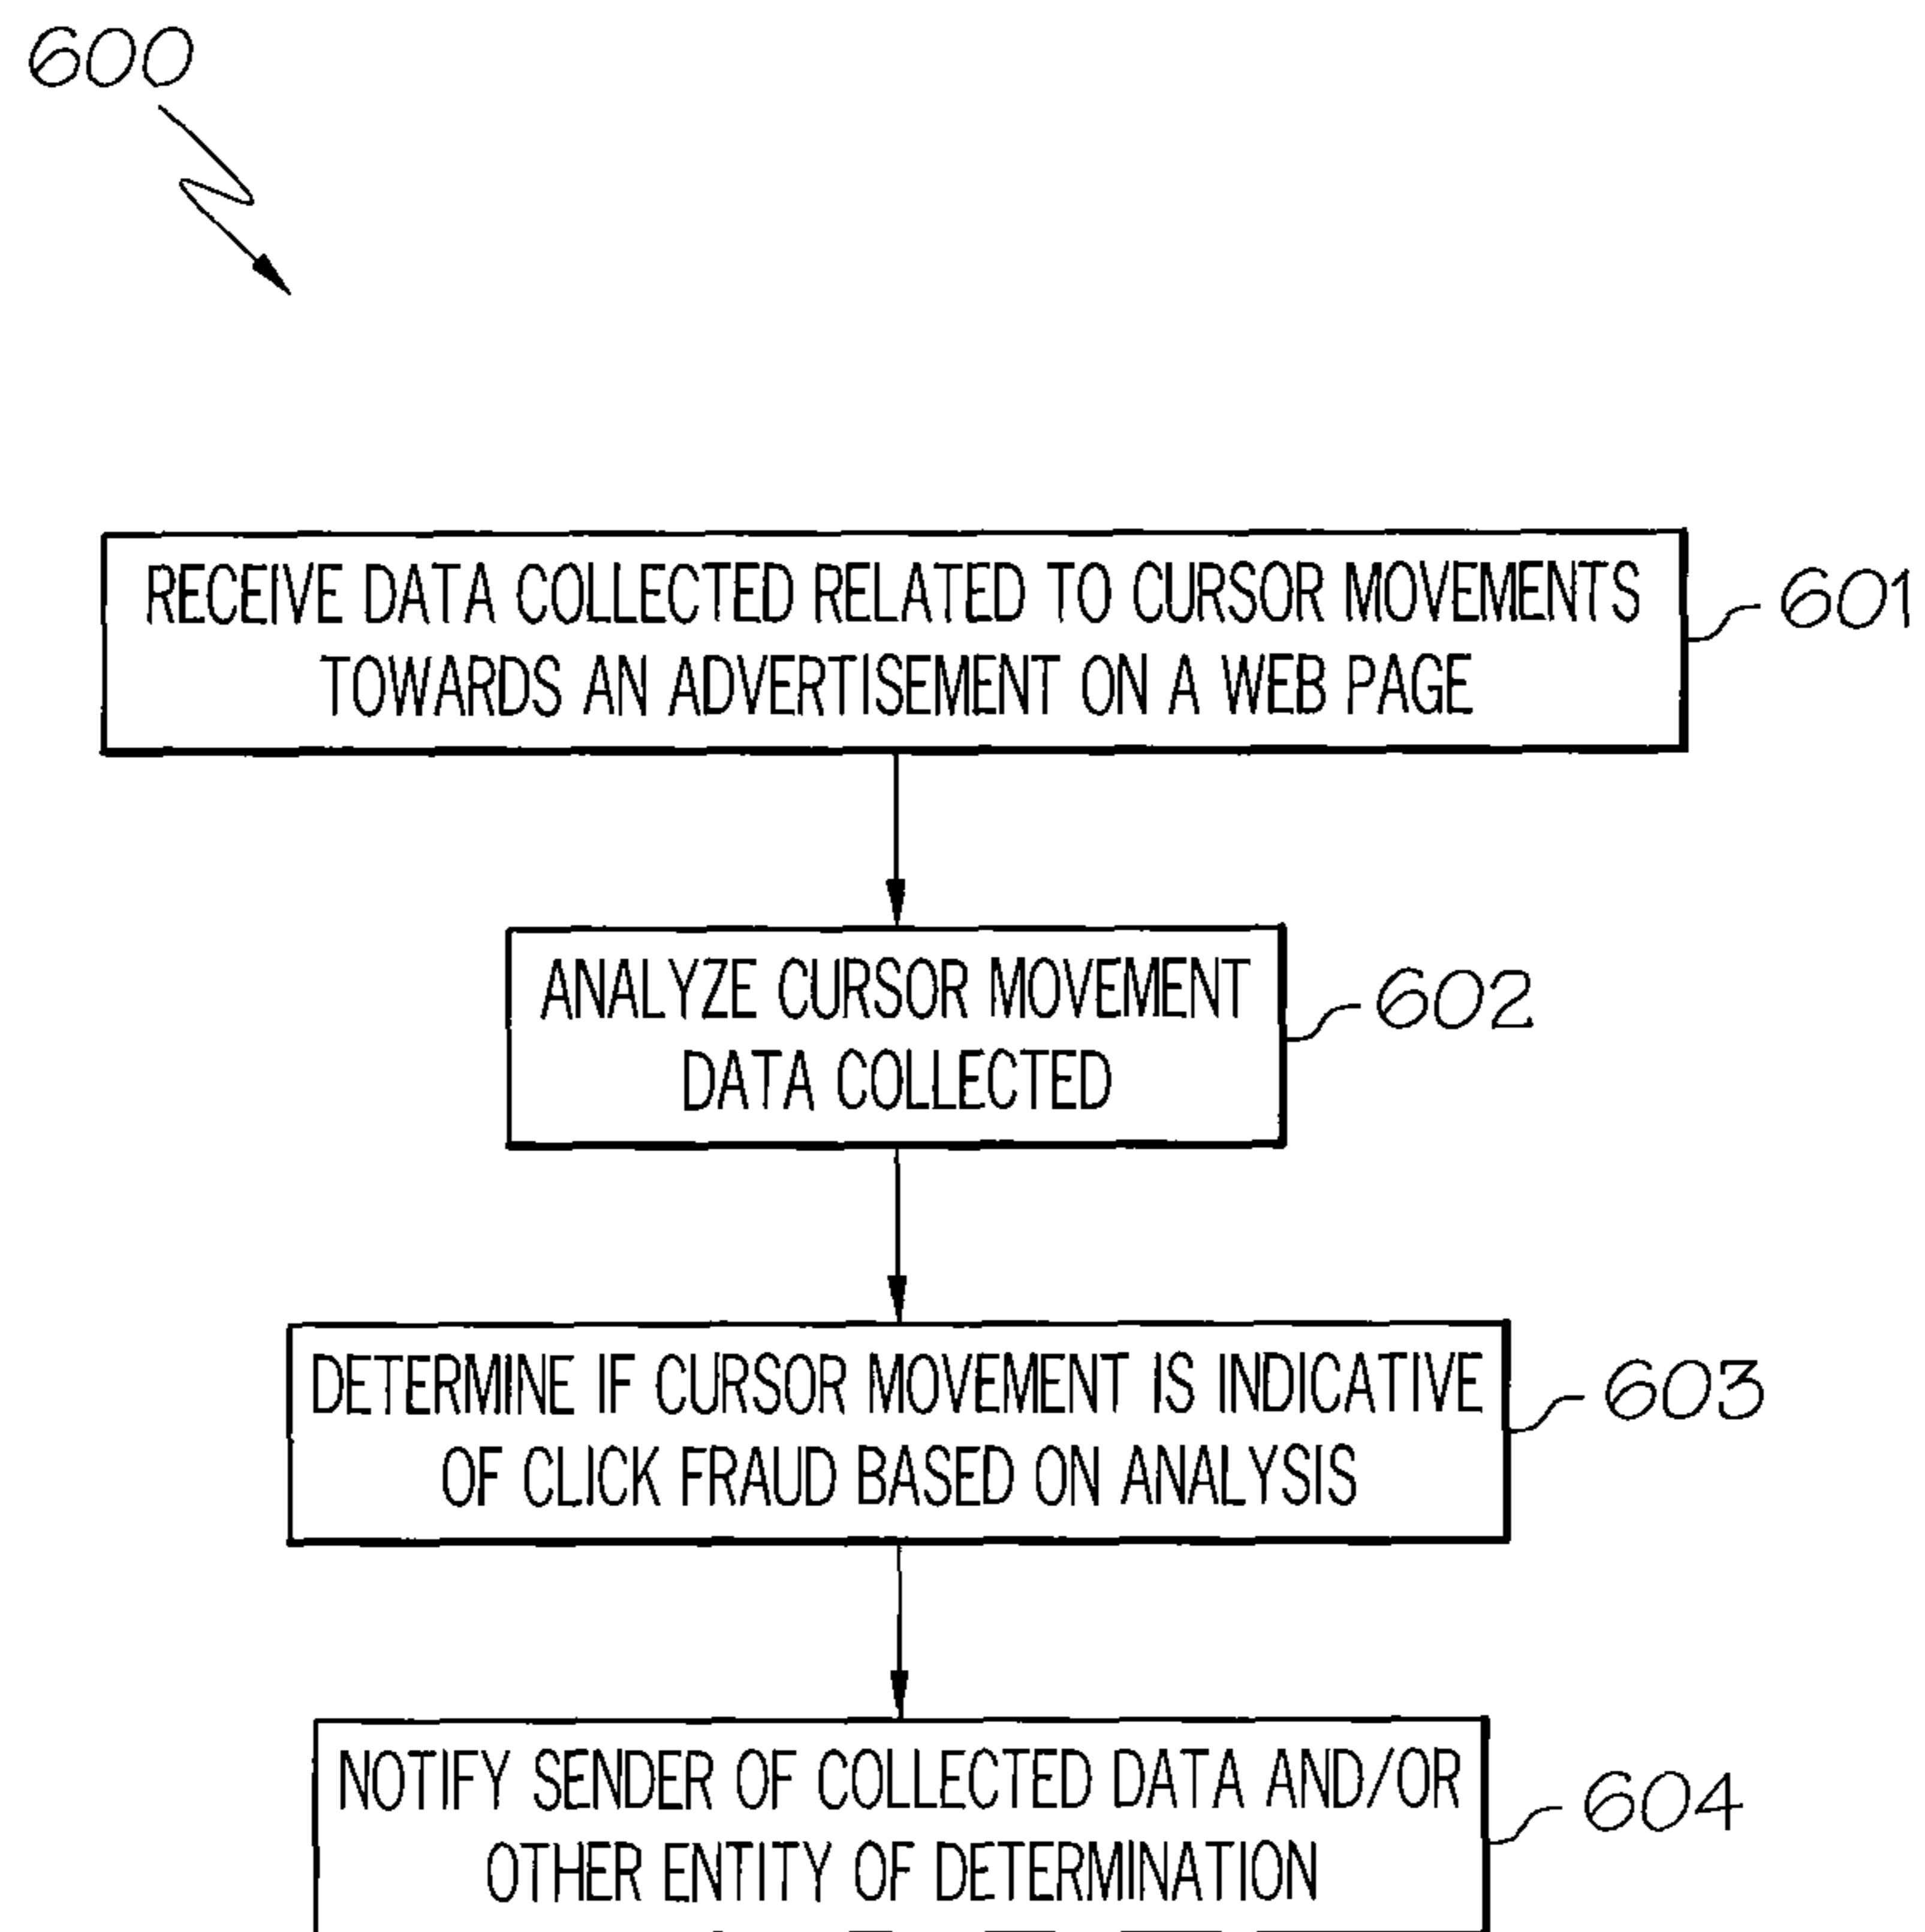 600
RECEIVE DATA COLLECTED RELATED TO CURSOR MOVEMENTS
TOWARDS AN ADVERTISEMENT ON A WEB PAGE
601
ANALYZE CURSOR MOVEMENT
DATA COLLECTED
602
DETERMINE IF CURSOR MOVEMENT IS INDICATIVE
OF CLICK FRAUD BASED ON ANALYSIS
603
NOTIFY SENDER OF COLLECTED DATA AND/OR
OTHER ENTITY OF DETERMINATION
604